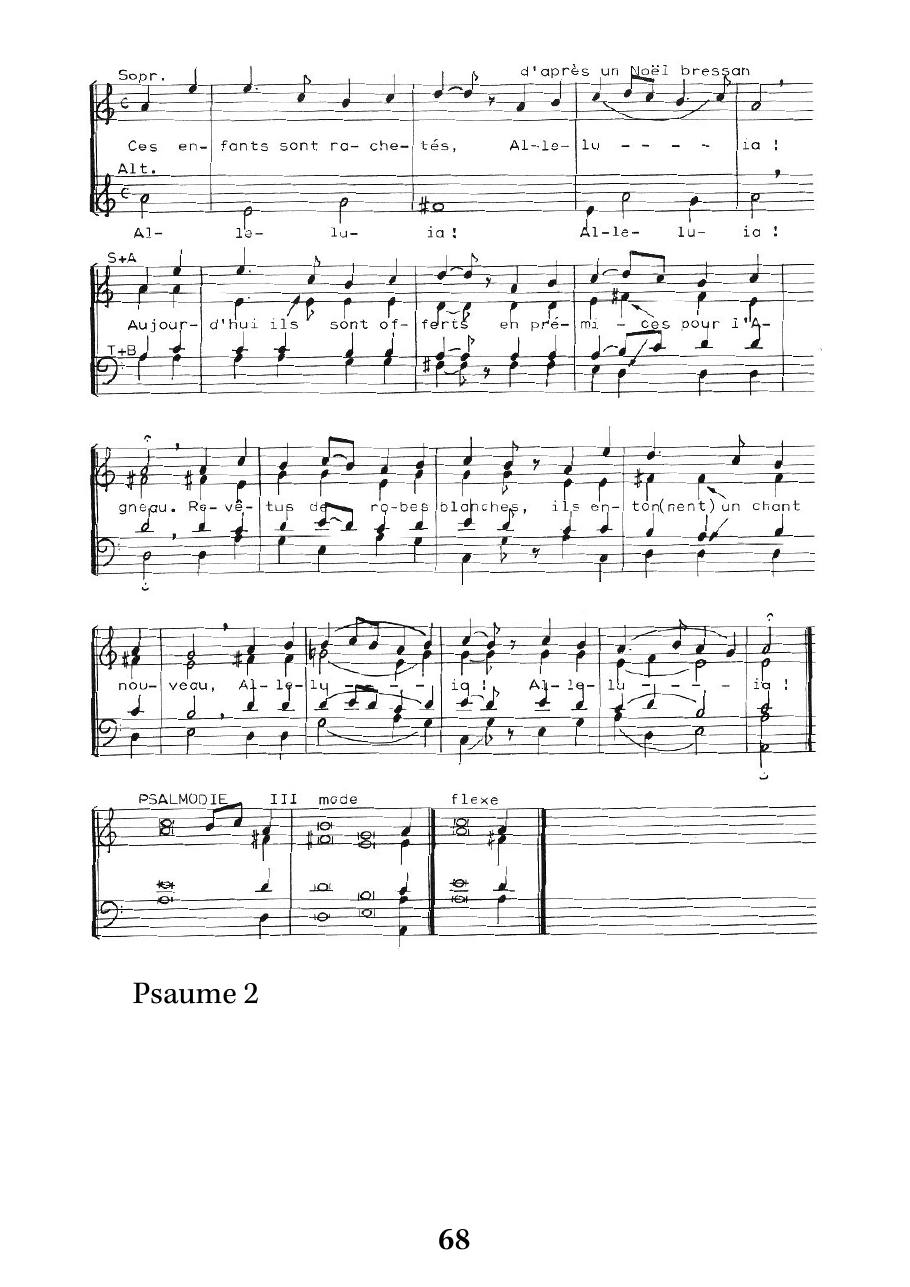 Sopr. d'après un Noël bressan
Ces en- fants sont ra- che- tés, Al-le- lu - - - - ia !
Alt.
Al- le- lu- ia ! Al-le- lu- ia !
S+A
Aujour- d'hui ils sont of- ferts en pré- mi - ces pour l'A-
T+B
gneau. Re-vê- tus de ro-bes blanches, ils en- ton(nent) un chant
nou- veau, Al- le- lu - - - - ia ! Al- le- lu - - - - ia !
PSALMODIE III mode flexe
Psaume 2
68